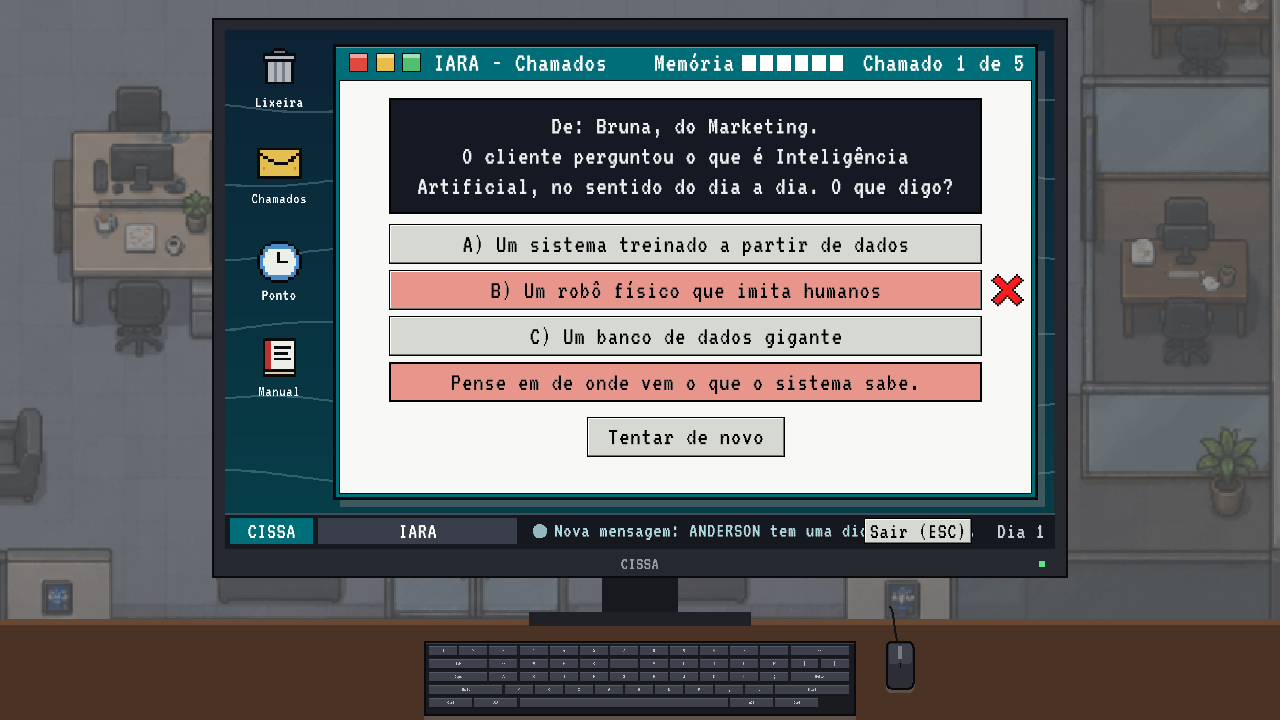 IARA - Chamados
Memória
Chamado 1 de 5
Lixeira
Chamados
Ponto
Manual
De: Bruna, do Marketing.
O cliente perguntou o que é Inteligência
Artificial, no sentido do dia a dia. O que digo?
A) Um sistema treinado a partir de dados
B) Um robô físico que imita humanos
C) Um banco de dados gigante
Pense em de onde vem o que o sistema sabe.
Tentar de novo
CISSA
IARA
Nova mensagem: ANDERSON tem uma
Sair (ESC)
Dia 1
CISSA